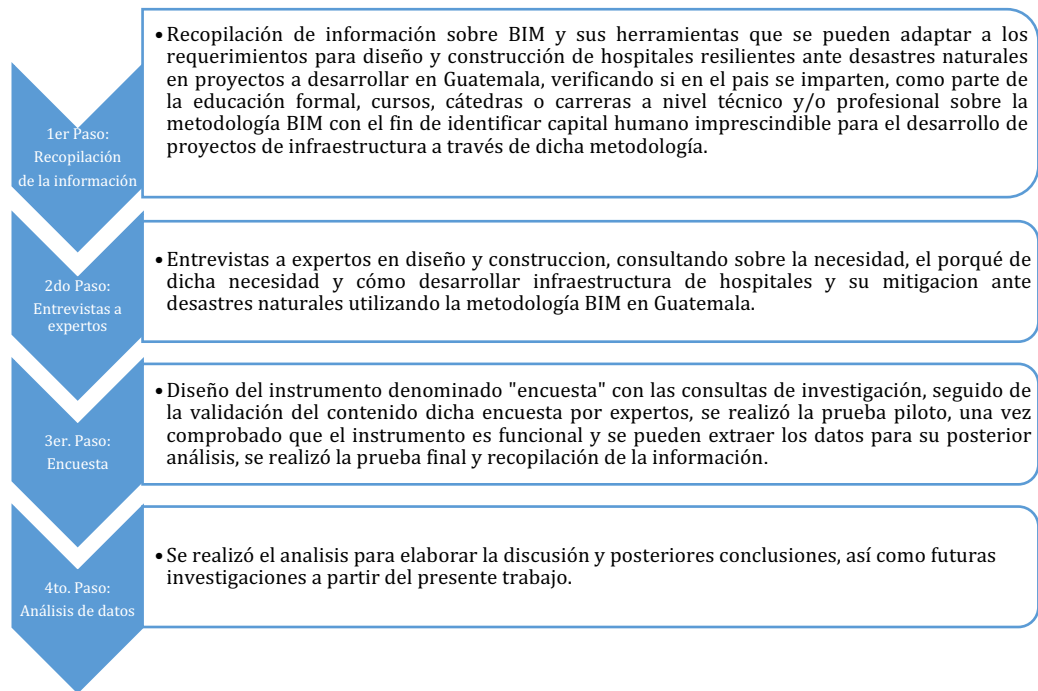 1er Paso:
Recopilación
de la información
•Recopilación de información sobre BIM y sus herramientas que se pueden adaptar a los
requerimientos para diseño y construcción de hospitales resilientes ante desastres naturales
en proyectos a desarrollar en Guatemala, verificando si en el pais se imparten, como parte de
la educación formal, cursos, cátedras o carreras a nivel técnico y/o profesional sobre la
metodología BIM con el fin de identificar capital humano imprescindible para el desarrollo de
proyectos de infraestructura a través de dicha metodología.
2do Paso:
Entrevistas a
expertos
•Entrevistas a expertos en diseño y construccion, consultando sobre la necesidad, el porqué de
dicha necesidad y cómo desarrollar infraestructura de hospitales y su mitigacion ante
desastres naturales utilizando la metodología BIM en Guatemala.
3er. Paso:
Encuesta
•Diseño del instrumento denominado "encuesta" con las consultas de investigación, seguido de
la validación del contenido dicha encuesta por expertos, se realizó la prueba piloto, una vez
comprobado que el instrumento es funcional y se pueden extraer los datos para su posterior
análisis, se realizó la prueba final y recopilación de la información.
4to. Paso:
Análisis de datos
•Se realizó el analisis para elaborar la discusión y posteriores conclusiones, así como futuras
investigaciones a partir del presente trabajo.